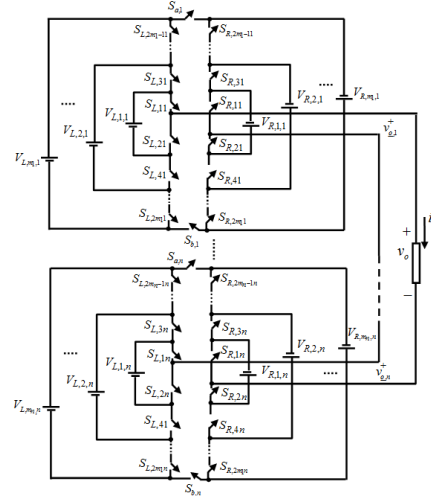 S_{a,1}
S_{L,2m_1-11} S_{R,2m_1-11}
S_{L,31} S_{R,31}
V_{L,m_1,1} V_{L,2,1} V_{L,1,1} S_{L,11} S_{R,11} V_{R,1,1} V_{R,2,1} V_{R,m_1,1}
.... ....
S_{L,21} S_{R,21} v_{o,1}^{+}
S_{L,41} S_{R,41}
S_{L,2m_1 1} S_{R,2m_1 1}
S_{b,1}
+
v_o
−
S_{a,n}
S_{L,2m_n-1n} S_{R,2m_n-1n}
S_{L,3n} S_{R,3n}
V_{L,m_n,n} V_{L,2,n} V_{L,1,n} S_{L,1n} S_{R,1n} V_{R,1,n} V_{R,2,n} V_{R,m_n,n}
.... ....
S_{L,2n} S_{R,2n} v_{o,n}^{+}
S_{L,41} S_{R,4n}
S_{L,2m_1 n} S_{R,2m_1 n}
S_{b,n}